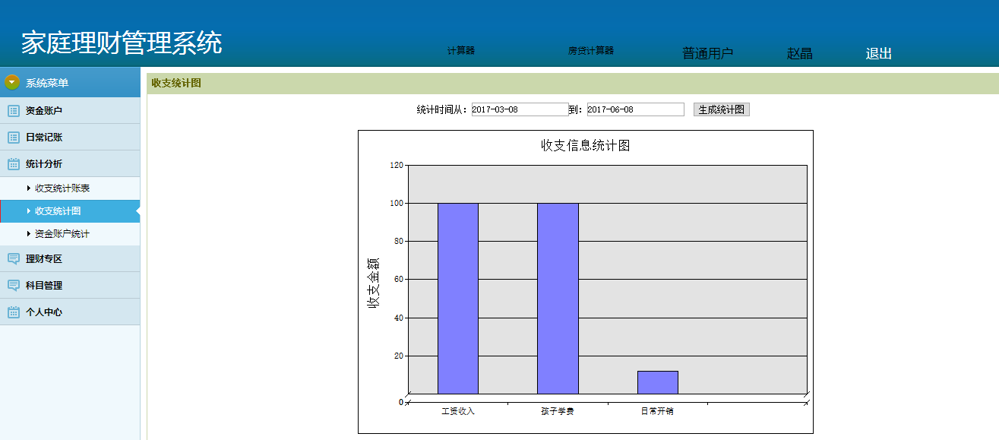 家庭理财管理系统
计算器 房贷计算器 普通用户 赵晶 退出
系统菜单
资金账户
日常记账
统计分析
收支统计账表
收支统计图
资金账户统计
理财专区
科目管理
个人中心
收支统计图
统计时间从：2017-03-08到：2017-06-08 生成统计图
收支信息统计图
收支金额
120
100
80
60
40
20
0
工资收入 孩子学费 日常开销